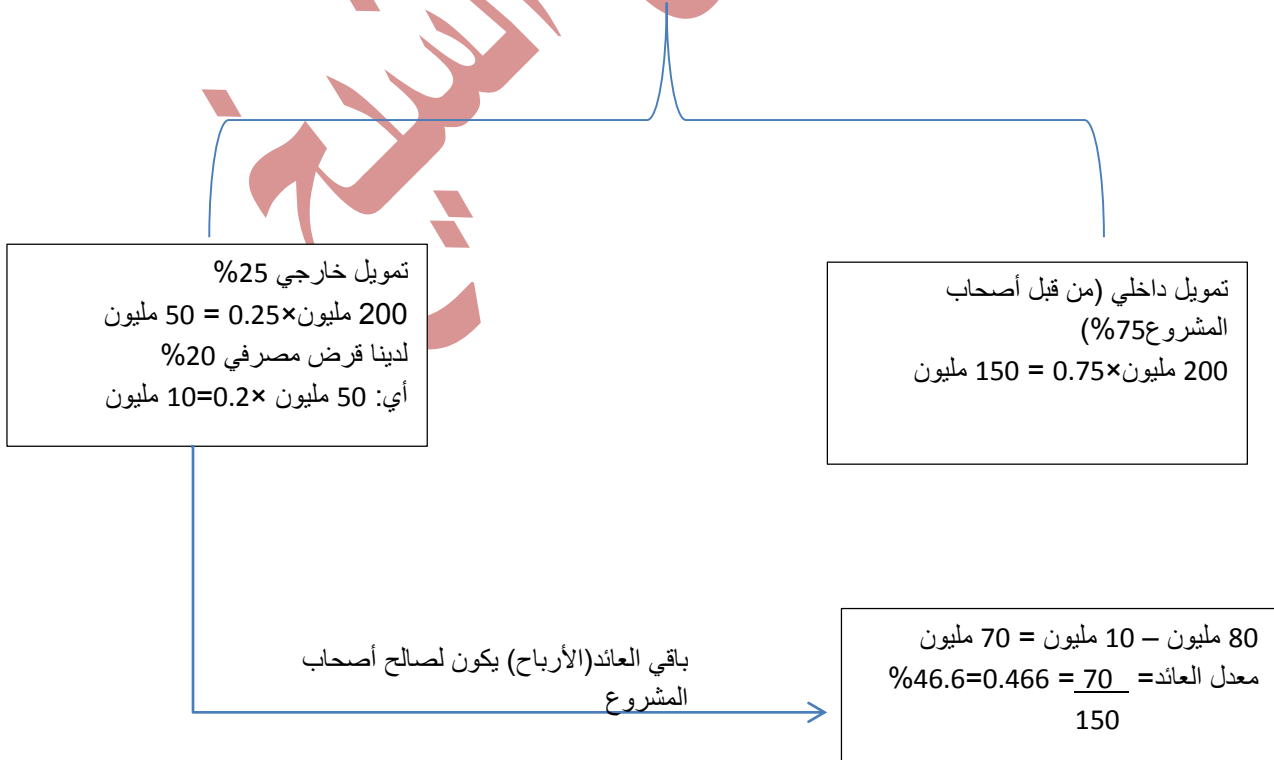 تمويل داخلي (من قبل أصحاب
المشروع75%)
200 مليون×0.75 = 150 مليون
تمويل خارجي 25%
200 مليون×0.25 = 50 مليون
لدينا قرض مصرفي 20%
أي: 50 مليون ×0.2=10 مليون
باقي العائد(الأرباح) يكون لصالح أصحاب
المشروع
80 مليون – 10 مليون = 70 مليون
معدل العائد= 70 = 0.466=46.6%
150